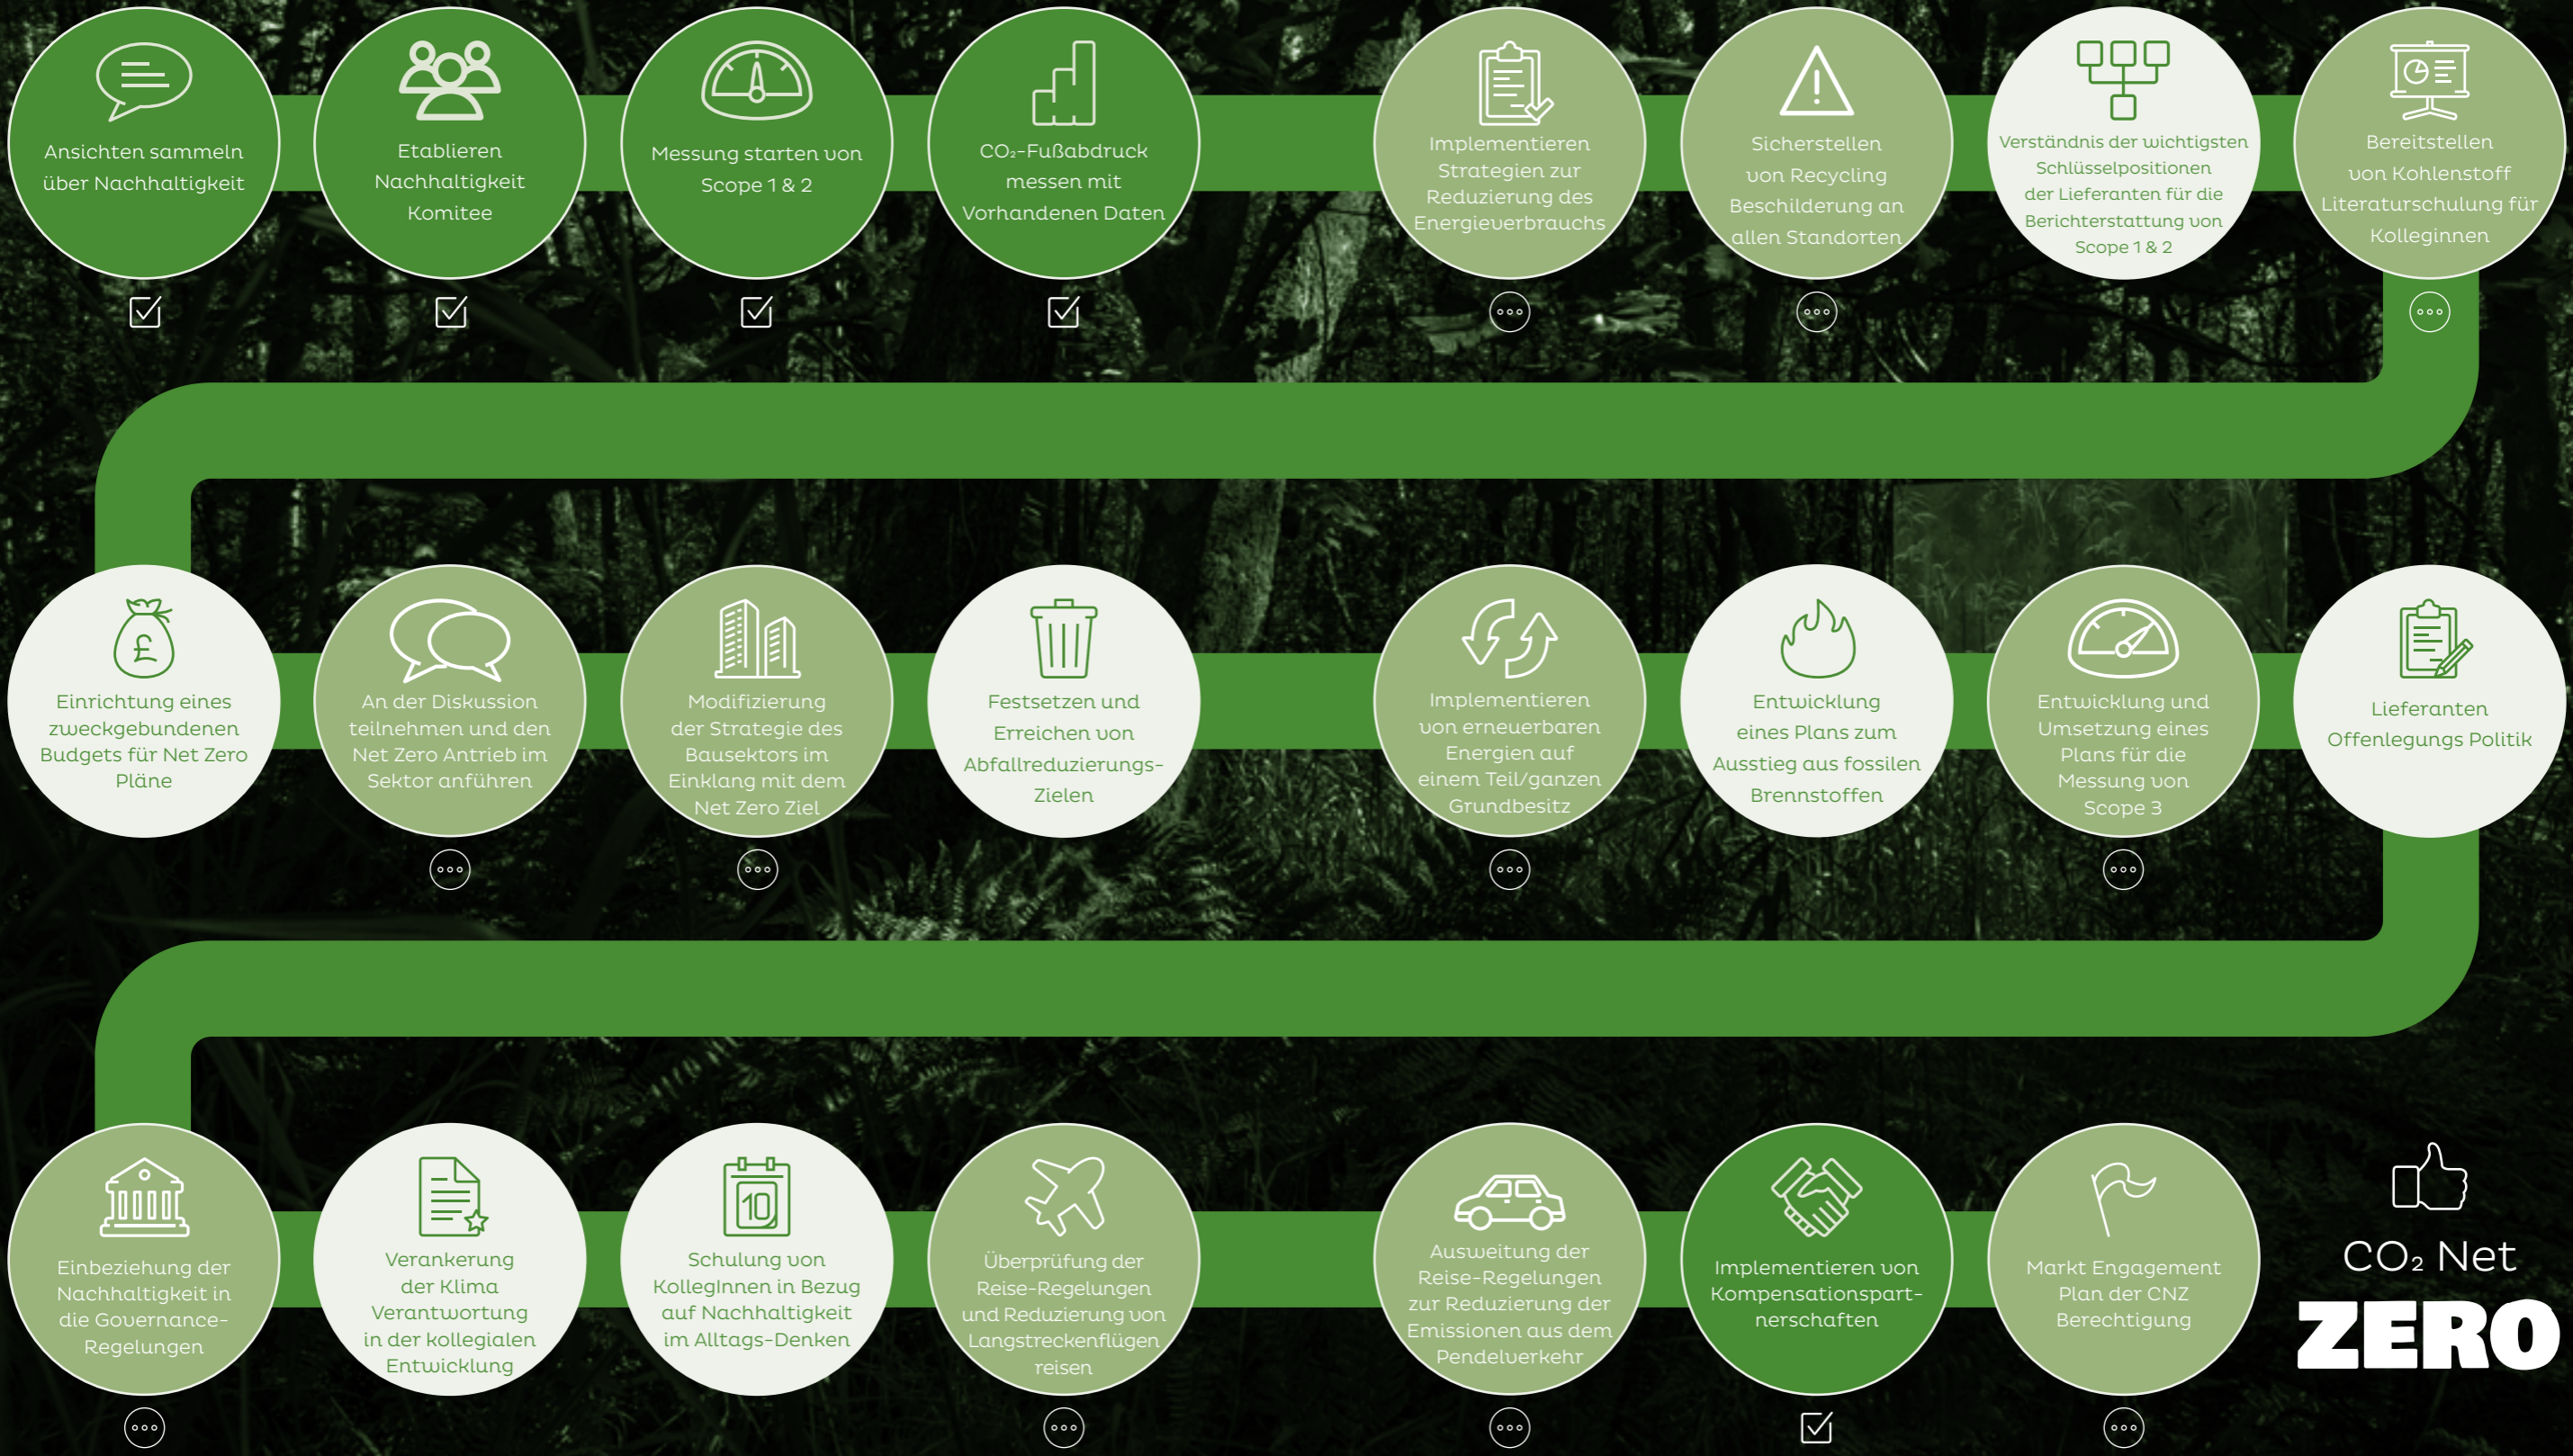 Ansichten sammeln
über Nachhaltigkeit
Etablieren
Nachhaltigkeit
Komitee
Messung starten von
Scope 1 & 2
CO₂-Fußabdruck
messen mit
Vorhandenen Daten
Implementieren
Strategien zur
Reduzierung des
Energieverbrauchs
Sicherstellen
von Recycling
Beschilderung an
allen Standorten
Verständnis der wichtigsten
Schlüsselpositionen
der Lieferanten für die
Berichterstattung von
Scope 1 & 2
Bereitstellen
von Kohlenstoff
Literaturschulung für
Kolleginnen
£
Einrichtung eines
zweckgebundenen
Budgets für Net Zero
Pläne
An der Diskussion
teilnehmen und den
Net Zero Antrieb im
Sektor anführen
Modifizierung
der Strategie des
Bausektors im
Einklang mit dem
Net Zero Ziel
Festsetzen und
Erreichen von
Abfallreduzierungs-
Zielen
Implementieren
von erneuerbaren
Energien auf
einem Teil/ganzen
Grundbesitz
Entwicklung
eines Plans zum
Ausstieg aus fossilen
Brennstoffen
Entwicklung und
Umsetzung eines
Plans für die
Messung von
Scope 3
Lieferanten
Offenlegungs Politik
Einbeziehung der
Nachhaltigkeit in
die Governance-
Regelungen
Verankerung
der Klima
Verantwortung
in der kollegialen
Entwicklung
10
Schulung von
KollegInnen in Bezug
auf Nachhaltigkeit
im Alltags-Denken
Überprüfung der
Reise-Regelungen
und Reduzierung von
Langstreckenflügen
reisen
Ausweitung der
Reise-Regelungen
zur Reduzierung der
Emissionen aus dem
Pendelverkehr
Implementieren von
Kompensationspart-
nerschaften
Markt Engagement
Plan der CNZ
Berechtigung
CO₂ Net
ZERO